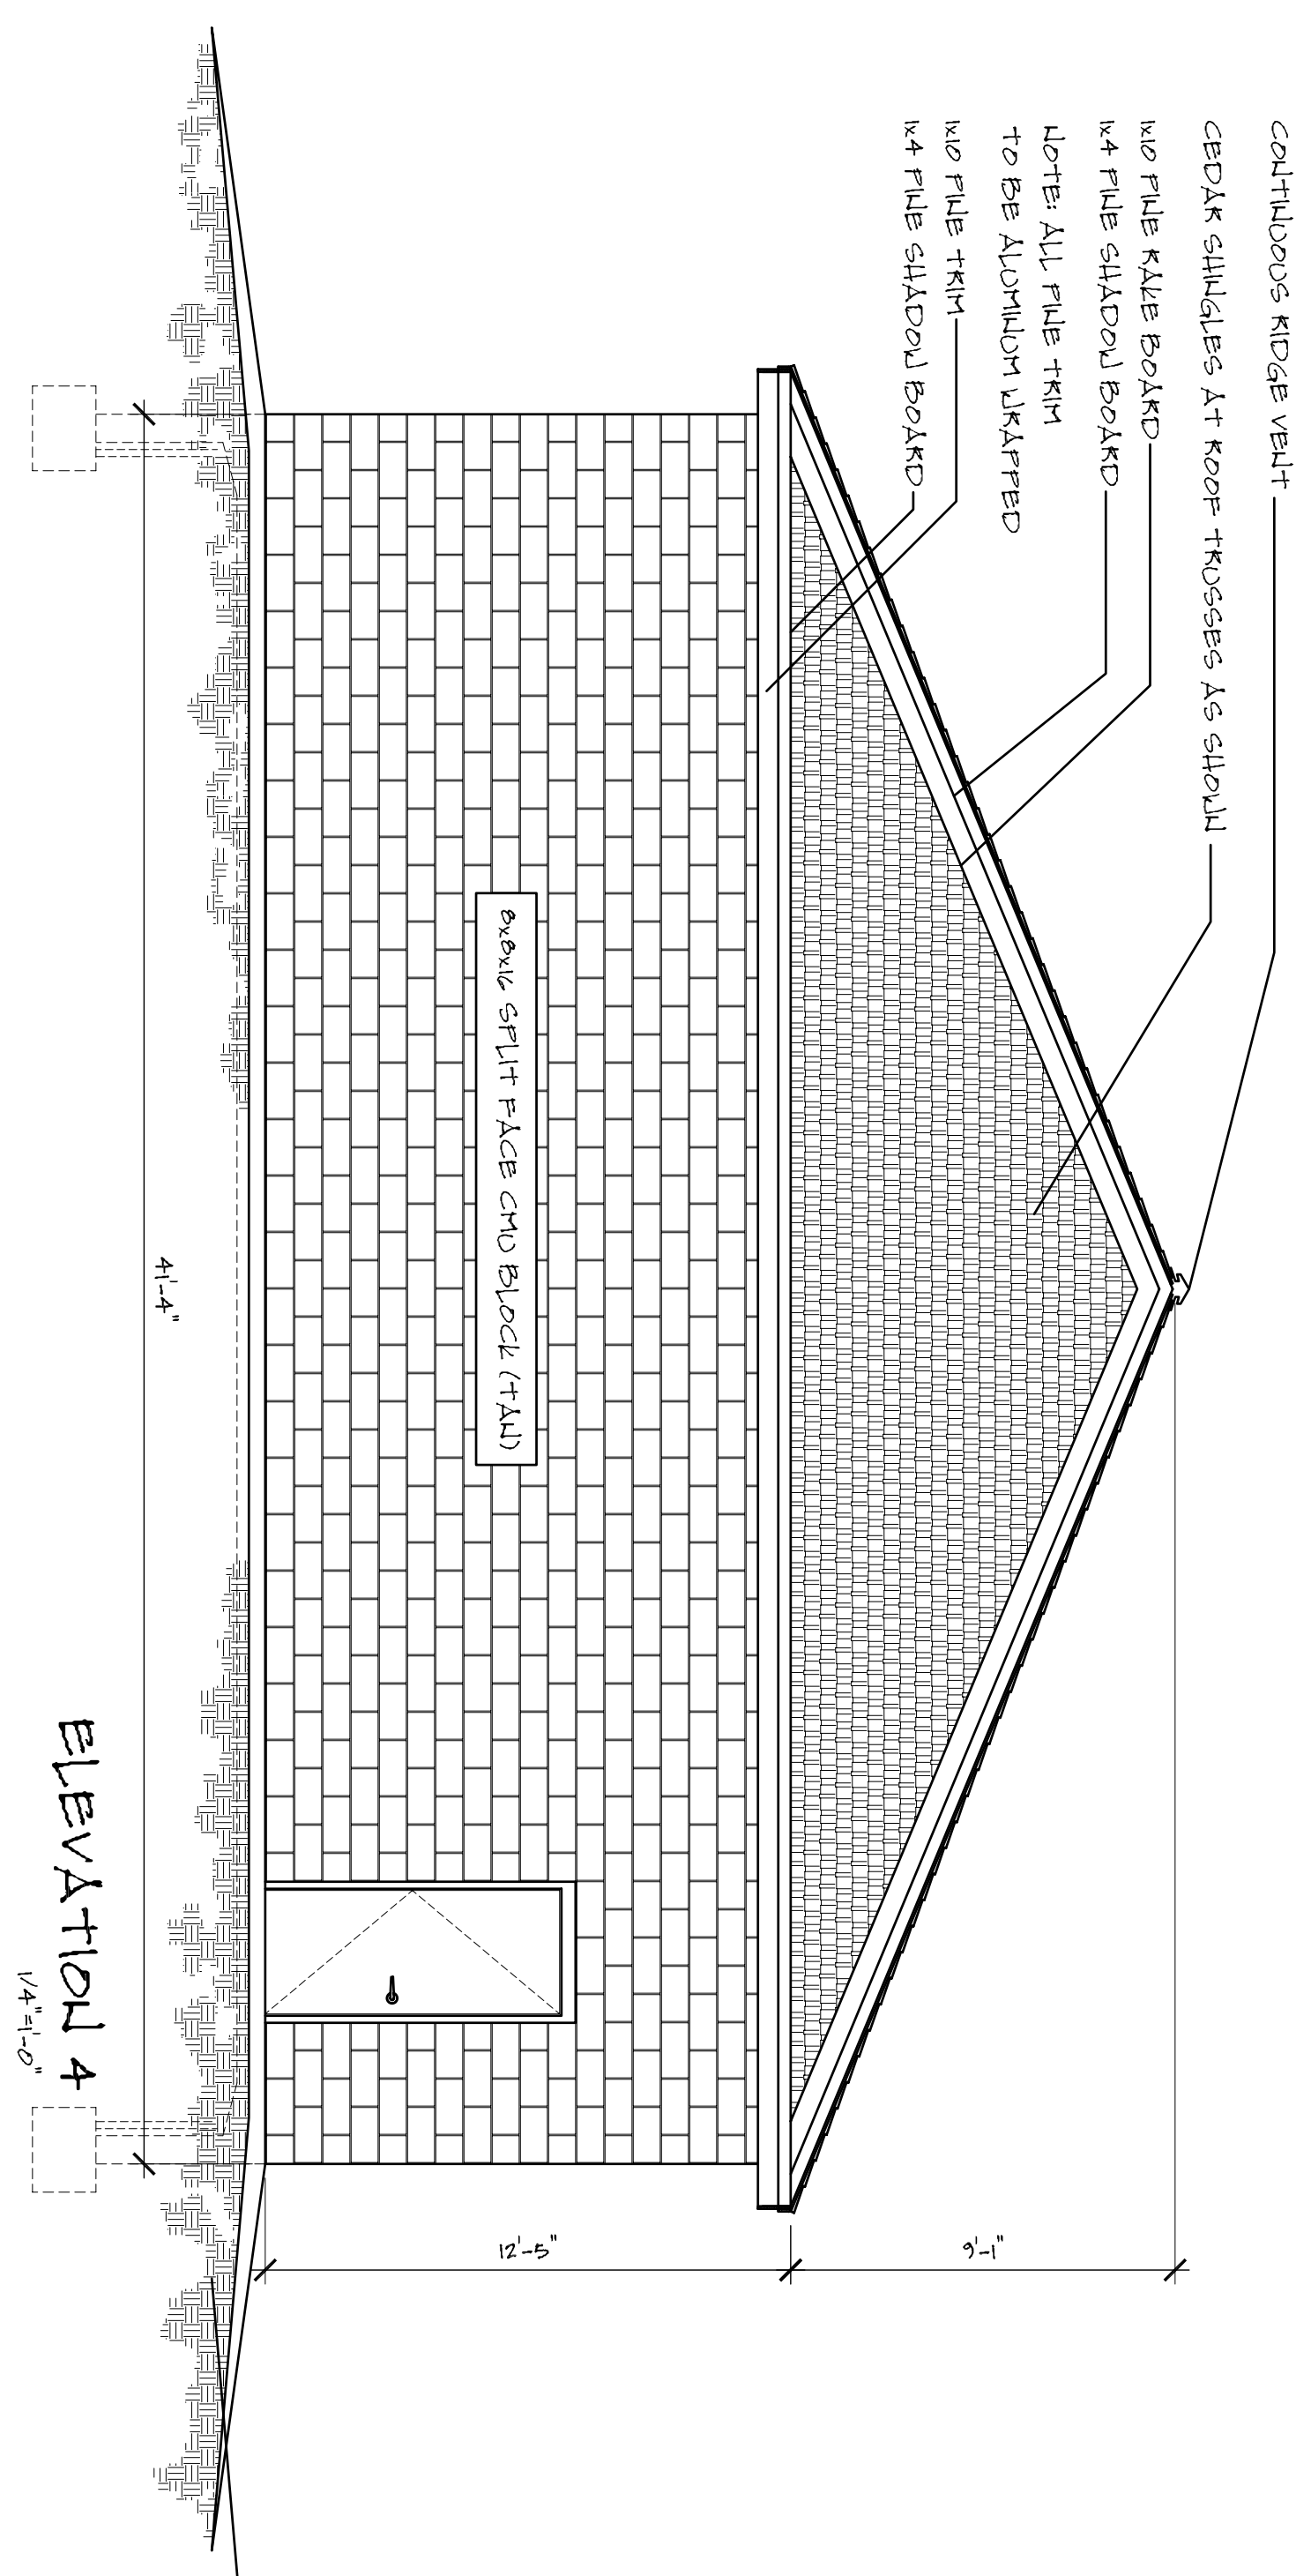 CONTINUOUS RIDGE VENT
CEDAR SHINGLES AT ROOF TRUSSES AS SHOWN
1x10 PINE RAKE BOARD
1x4 PINE SHADOW BOARD
NOTE: ALL PINE TRIM
TO BE ALUMINUM WRAPPED
1x10 PINE TRIM
1x4 PINE SHADOW BOARD
9'-1"
8x8x16 SPLIT FACE CMU BLOCK (TAN)
12'-5"
41'-4"
ELEVATION 4
1/4"=1'-0"